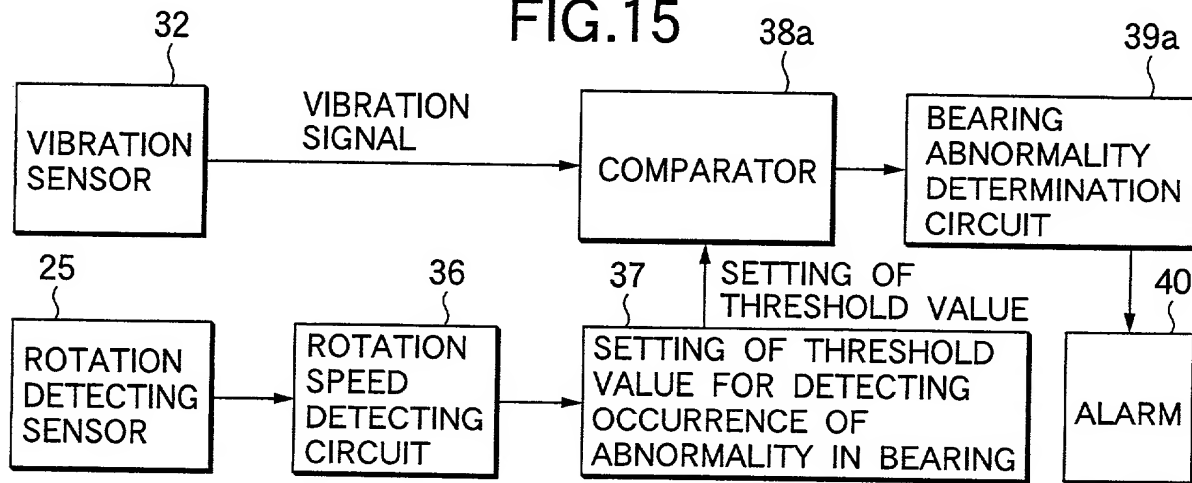 FIG.15
32
38a
39a
VIBRATION
SENSOR
VIBRATION
SIGNAL
COMPARATOR
BEARING
ABNORMALITY
DETERMINATION
CIRCUIT
25
36
37
SETTING OF
THRESHOLD VALUE
40
ROTATION
DETECTING
SENSOR
ROTATION
SPEED
DETECTING
CIRCUIT
SETTING OF THRESHOLD
VALUE FOR DETECTING
OCCURRENCE OF
ABNORMALITY IN BEARING
ALARM